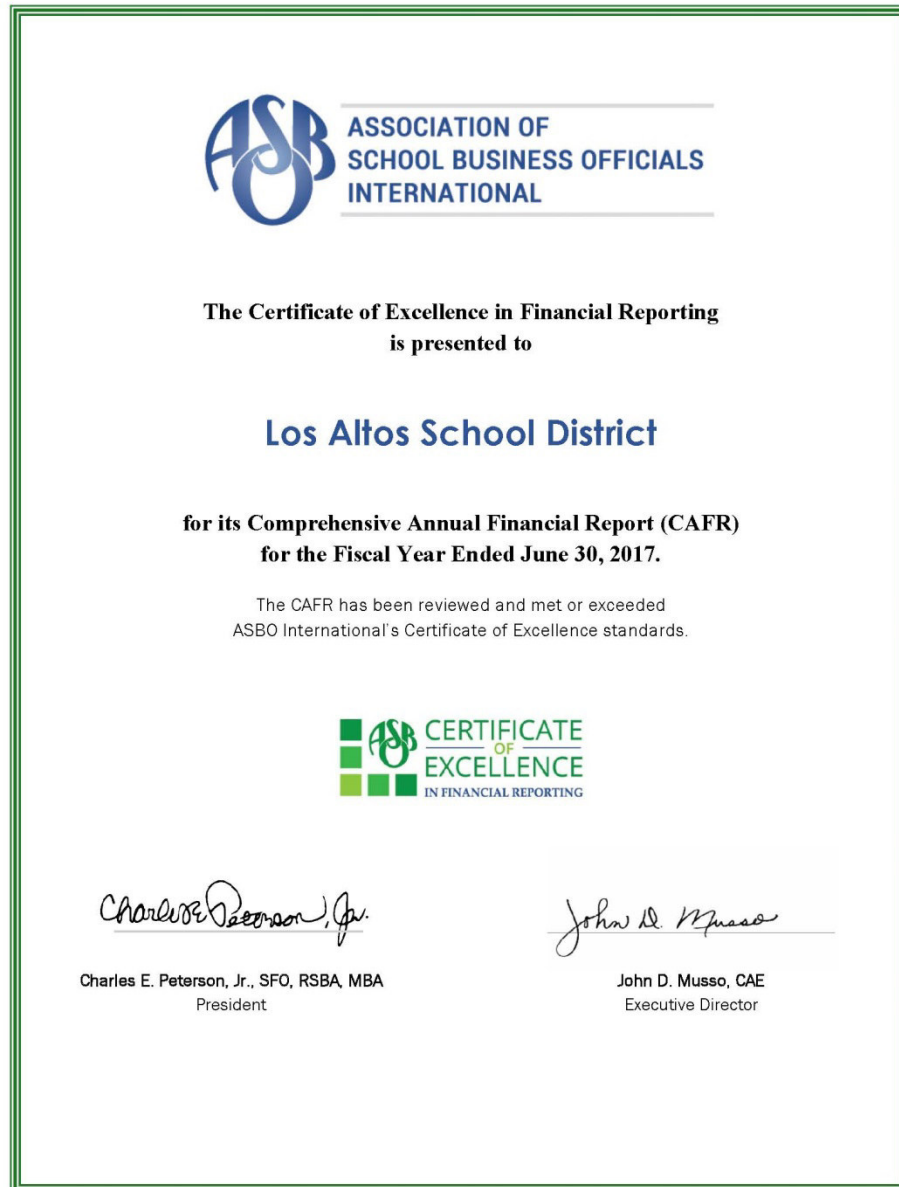 ASBO
ASSOCIATION OF
SCHOOL BUSINESS OFFICIALS
INTERNATIONAL
The Certificate of Excellence in Financial Reporting
is presented to
Los Altos School District
for its Comprehensive Annual Financial Report (CAFR)
for the Fiscal Year Ended June 30, 2017.
The CAFR has been reviewed and met or exceeded
ASBO International's Certificate of Excellence standards.
ASBO
CERTIFICATE
OF
EXCELLENCE
IN FINANCIAL REPORTING
Charles E. Peterson, Jr.
John D. Musso
Charles E. Peterson, Jr., SFO, RSBA, MBA
President
John D. Musso, CAE
Executive Director